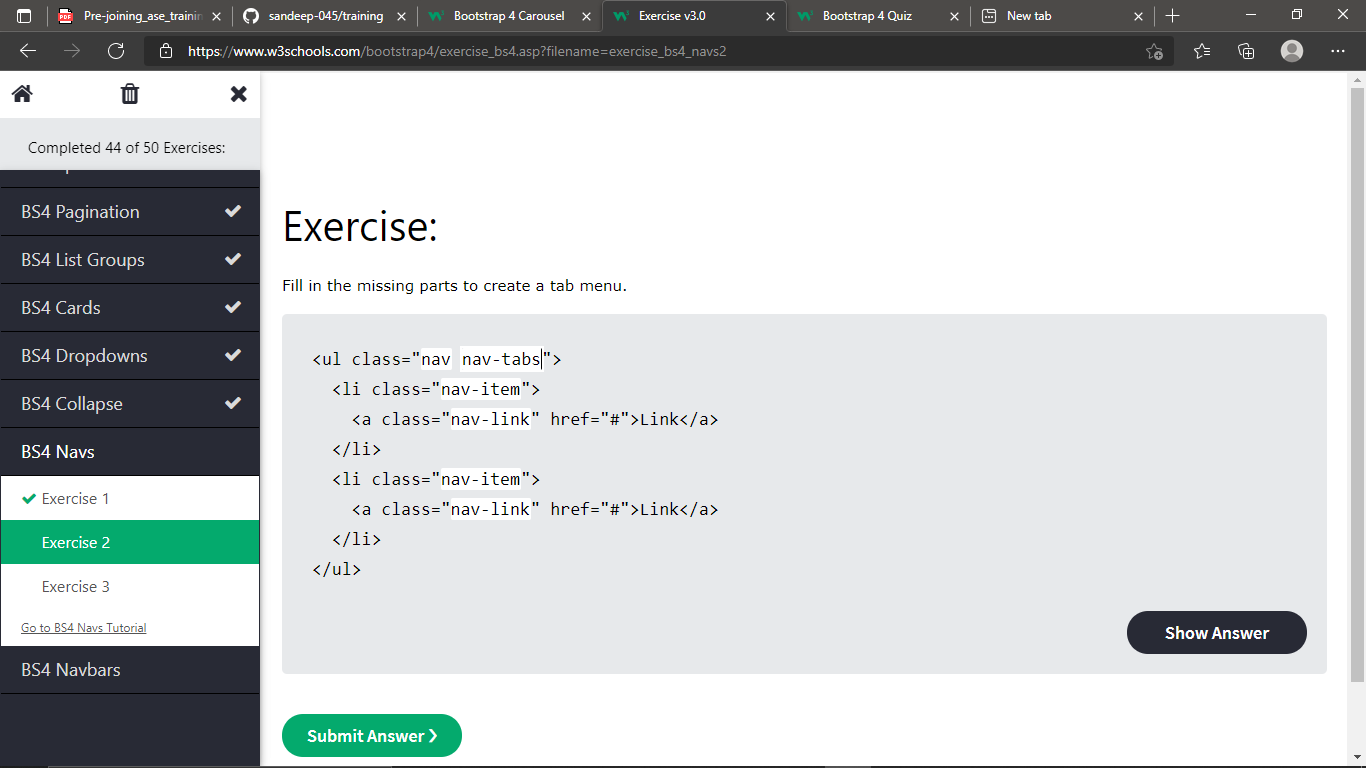 Pre-joining_ase_trainin
sandeep-045/training
Bootstrap 4 Carousel
Exercise v3.0
Bootstrap 4 Quiz
New tab
https://www.w3schools.com/bootstrap4/exercise_bs4.asp?filename=exercise_bs4_navs2
Completed 44 of 50 Exercises:
BS4 Pagination
BS4 List Groups
BS4 Cards
BS4 Dropdowns
BS4 Collapse
BS4 Navs
Exercise 1
Exercise 2
Exercise 3
Go to BS4 Navs Tutorial
BS4 Navbars
Exercise:
Fill in the missing parts to create a tab menu.
<ul class="nav nav-tabs">
<li class="nav-item">
<a class="nav-link" href="#">Link</a>
</li>
<li class="nav-item">
<a class="nav-link" href="#">Link</a>
</li>
</ul>
Show Answer
Submit Answer ❯